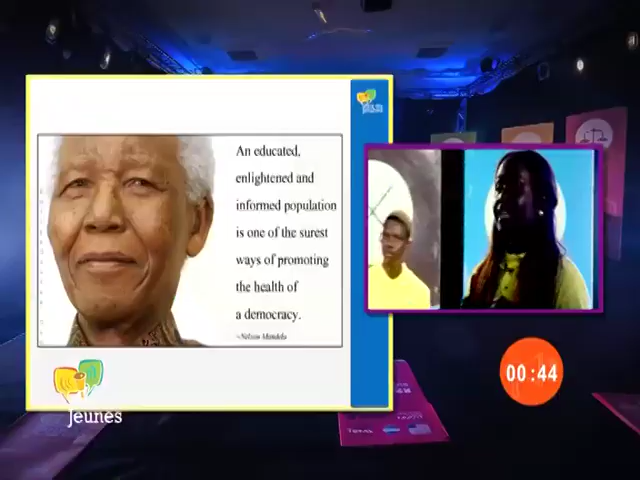 An educated,
enlightened and
informed population
is one of the surest
ways of promoting
the health of
a democracy.
~Nelson Mandela
Jeunes
00:44